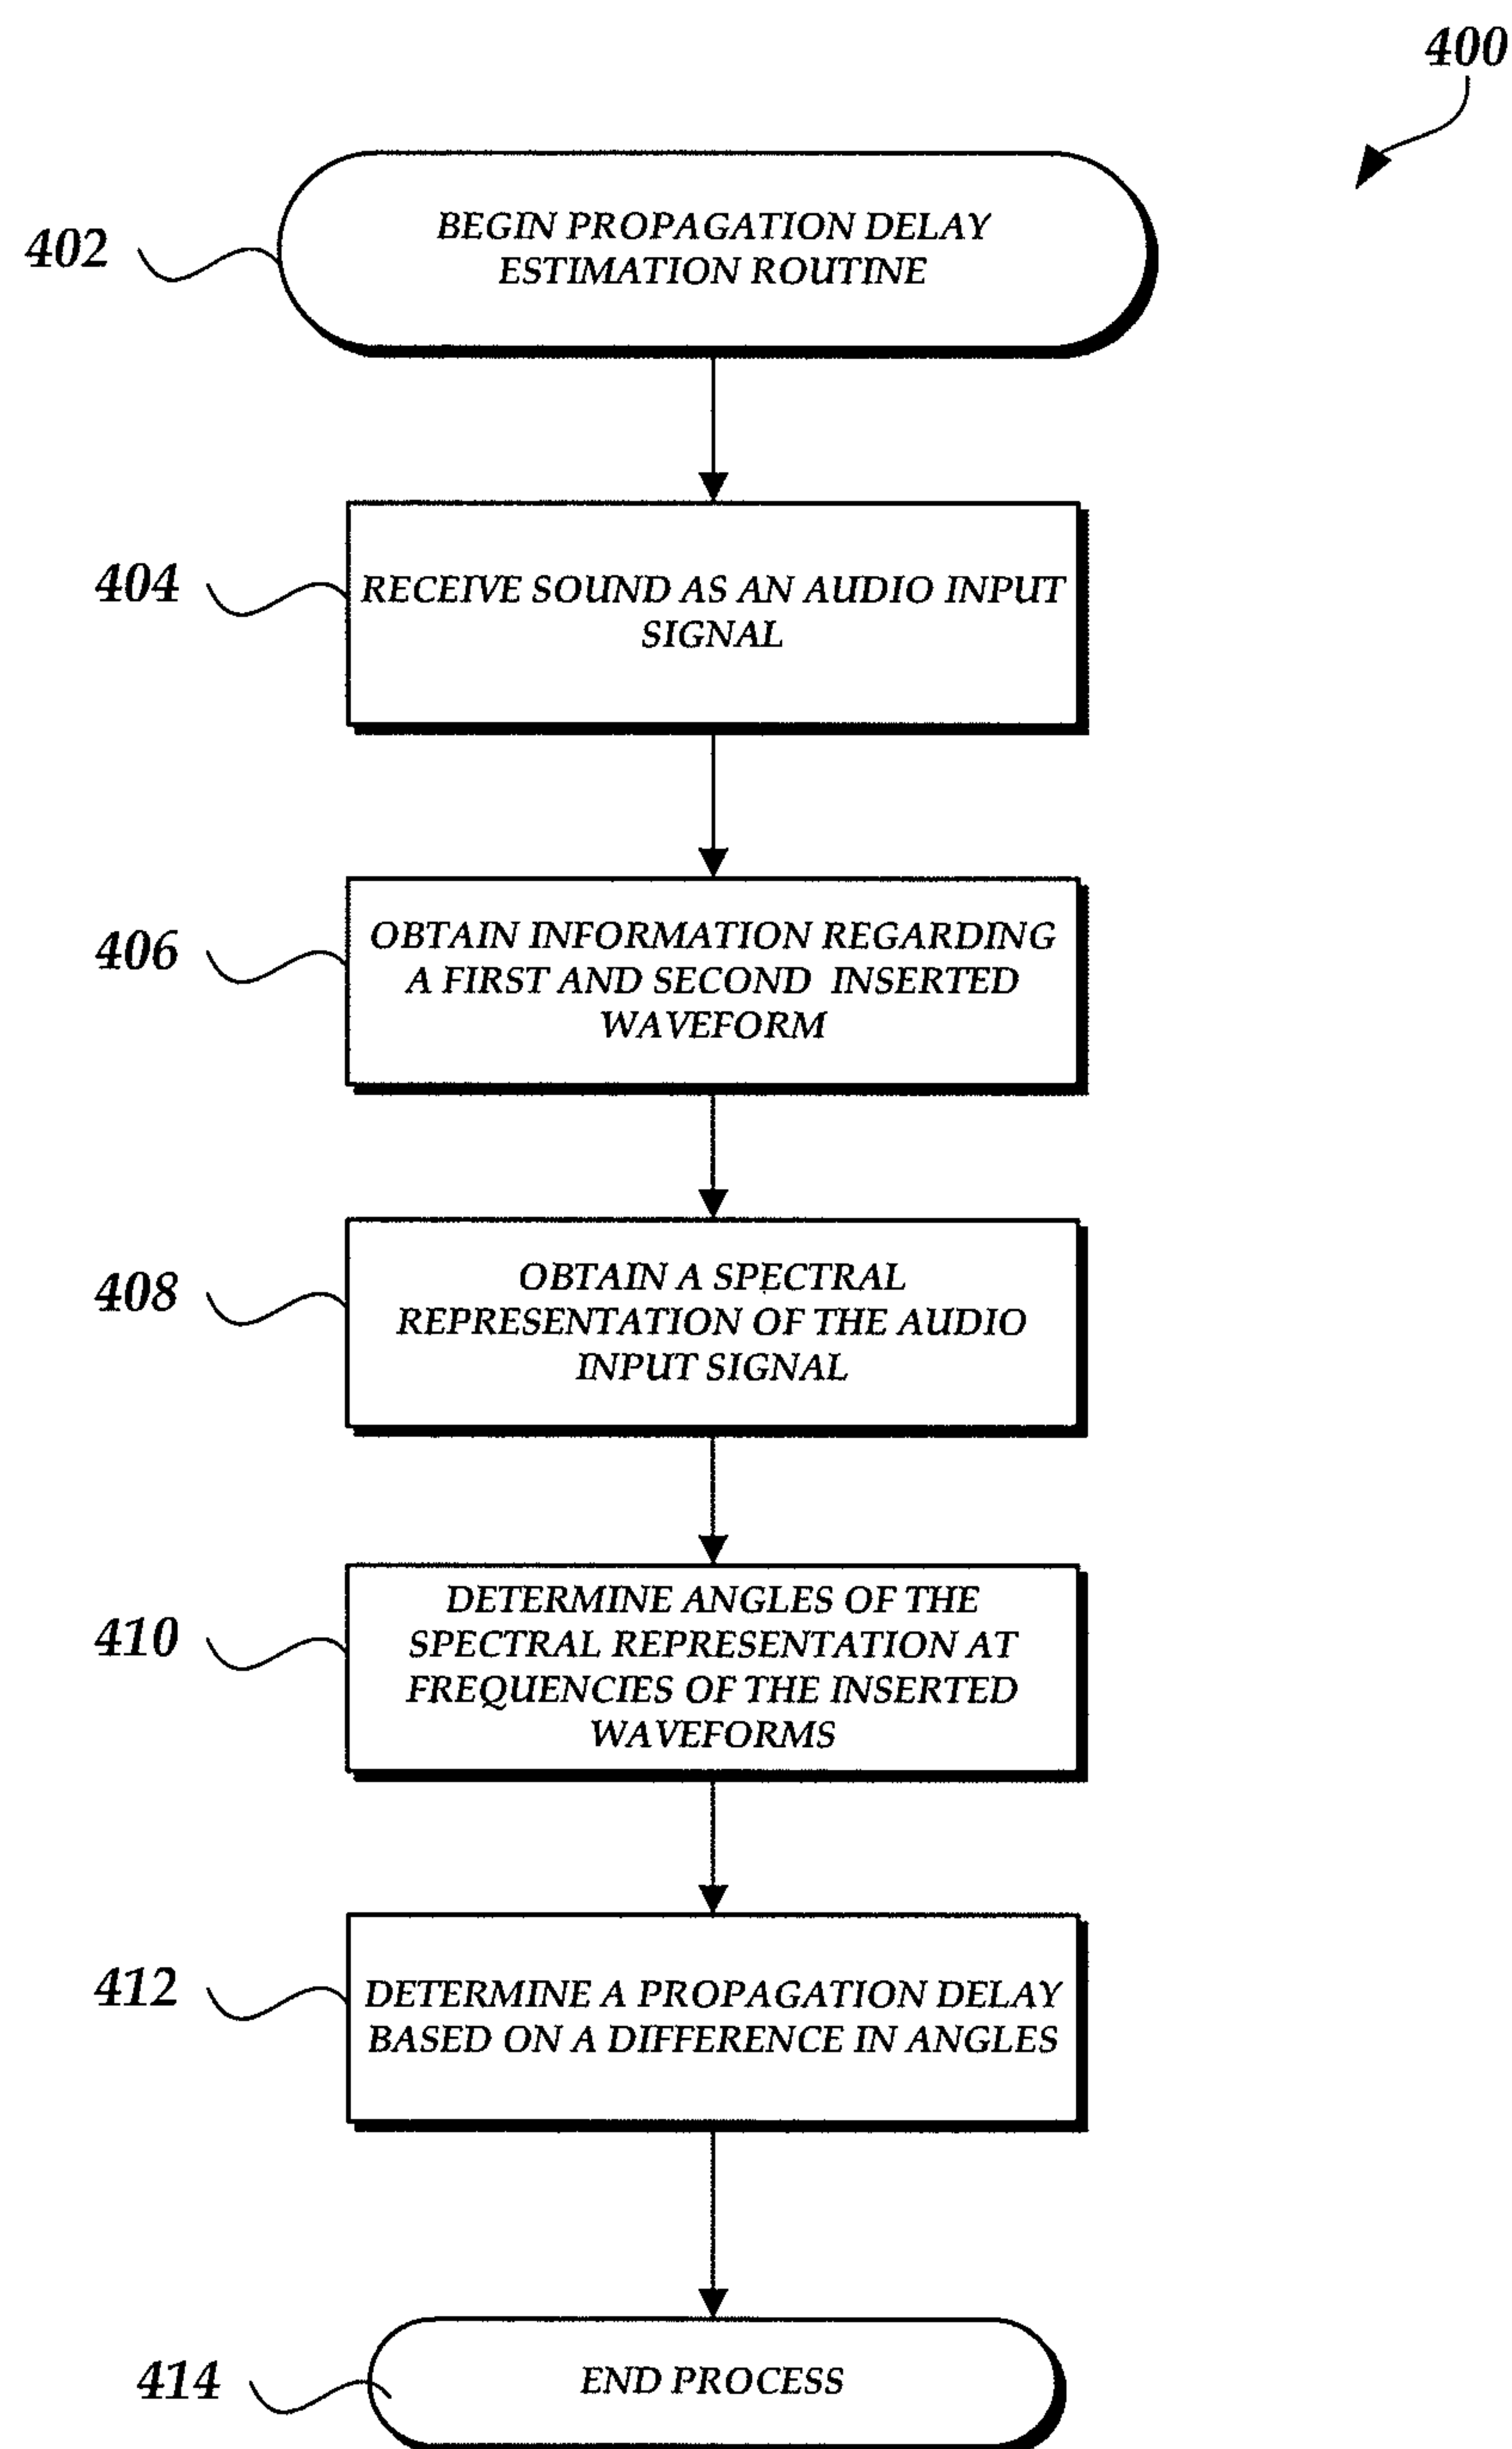 400
402
BEGIN PROPAGATION DELAY
ESTIMATION ROUTINE
404
RECEIVE SOUND AS AN AUDIO INPUT
SIGNAL
406
OBTAIN INFORMATION REGARDING
A FIRST AND SECOND INSERTED
WAVEFORM
408
OBTAIN A SPECTRAL
REPRESENTATION OF THE AUDIO
INPUT SIGNAL
410
DETERMINE ANGLES OF THE
SPECTRAL REPRESENTATION AT
FREQUENCIES OF THE INSERTED
WAVEFORMS
412
DETERMINE A PROPAGATION DELAY
BASED ON A DIFFERENCE IN ANGLES
414
END PROCESS